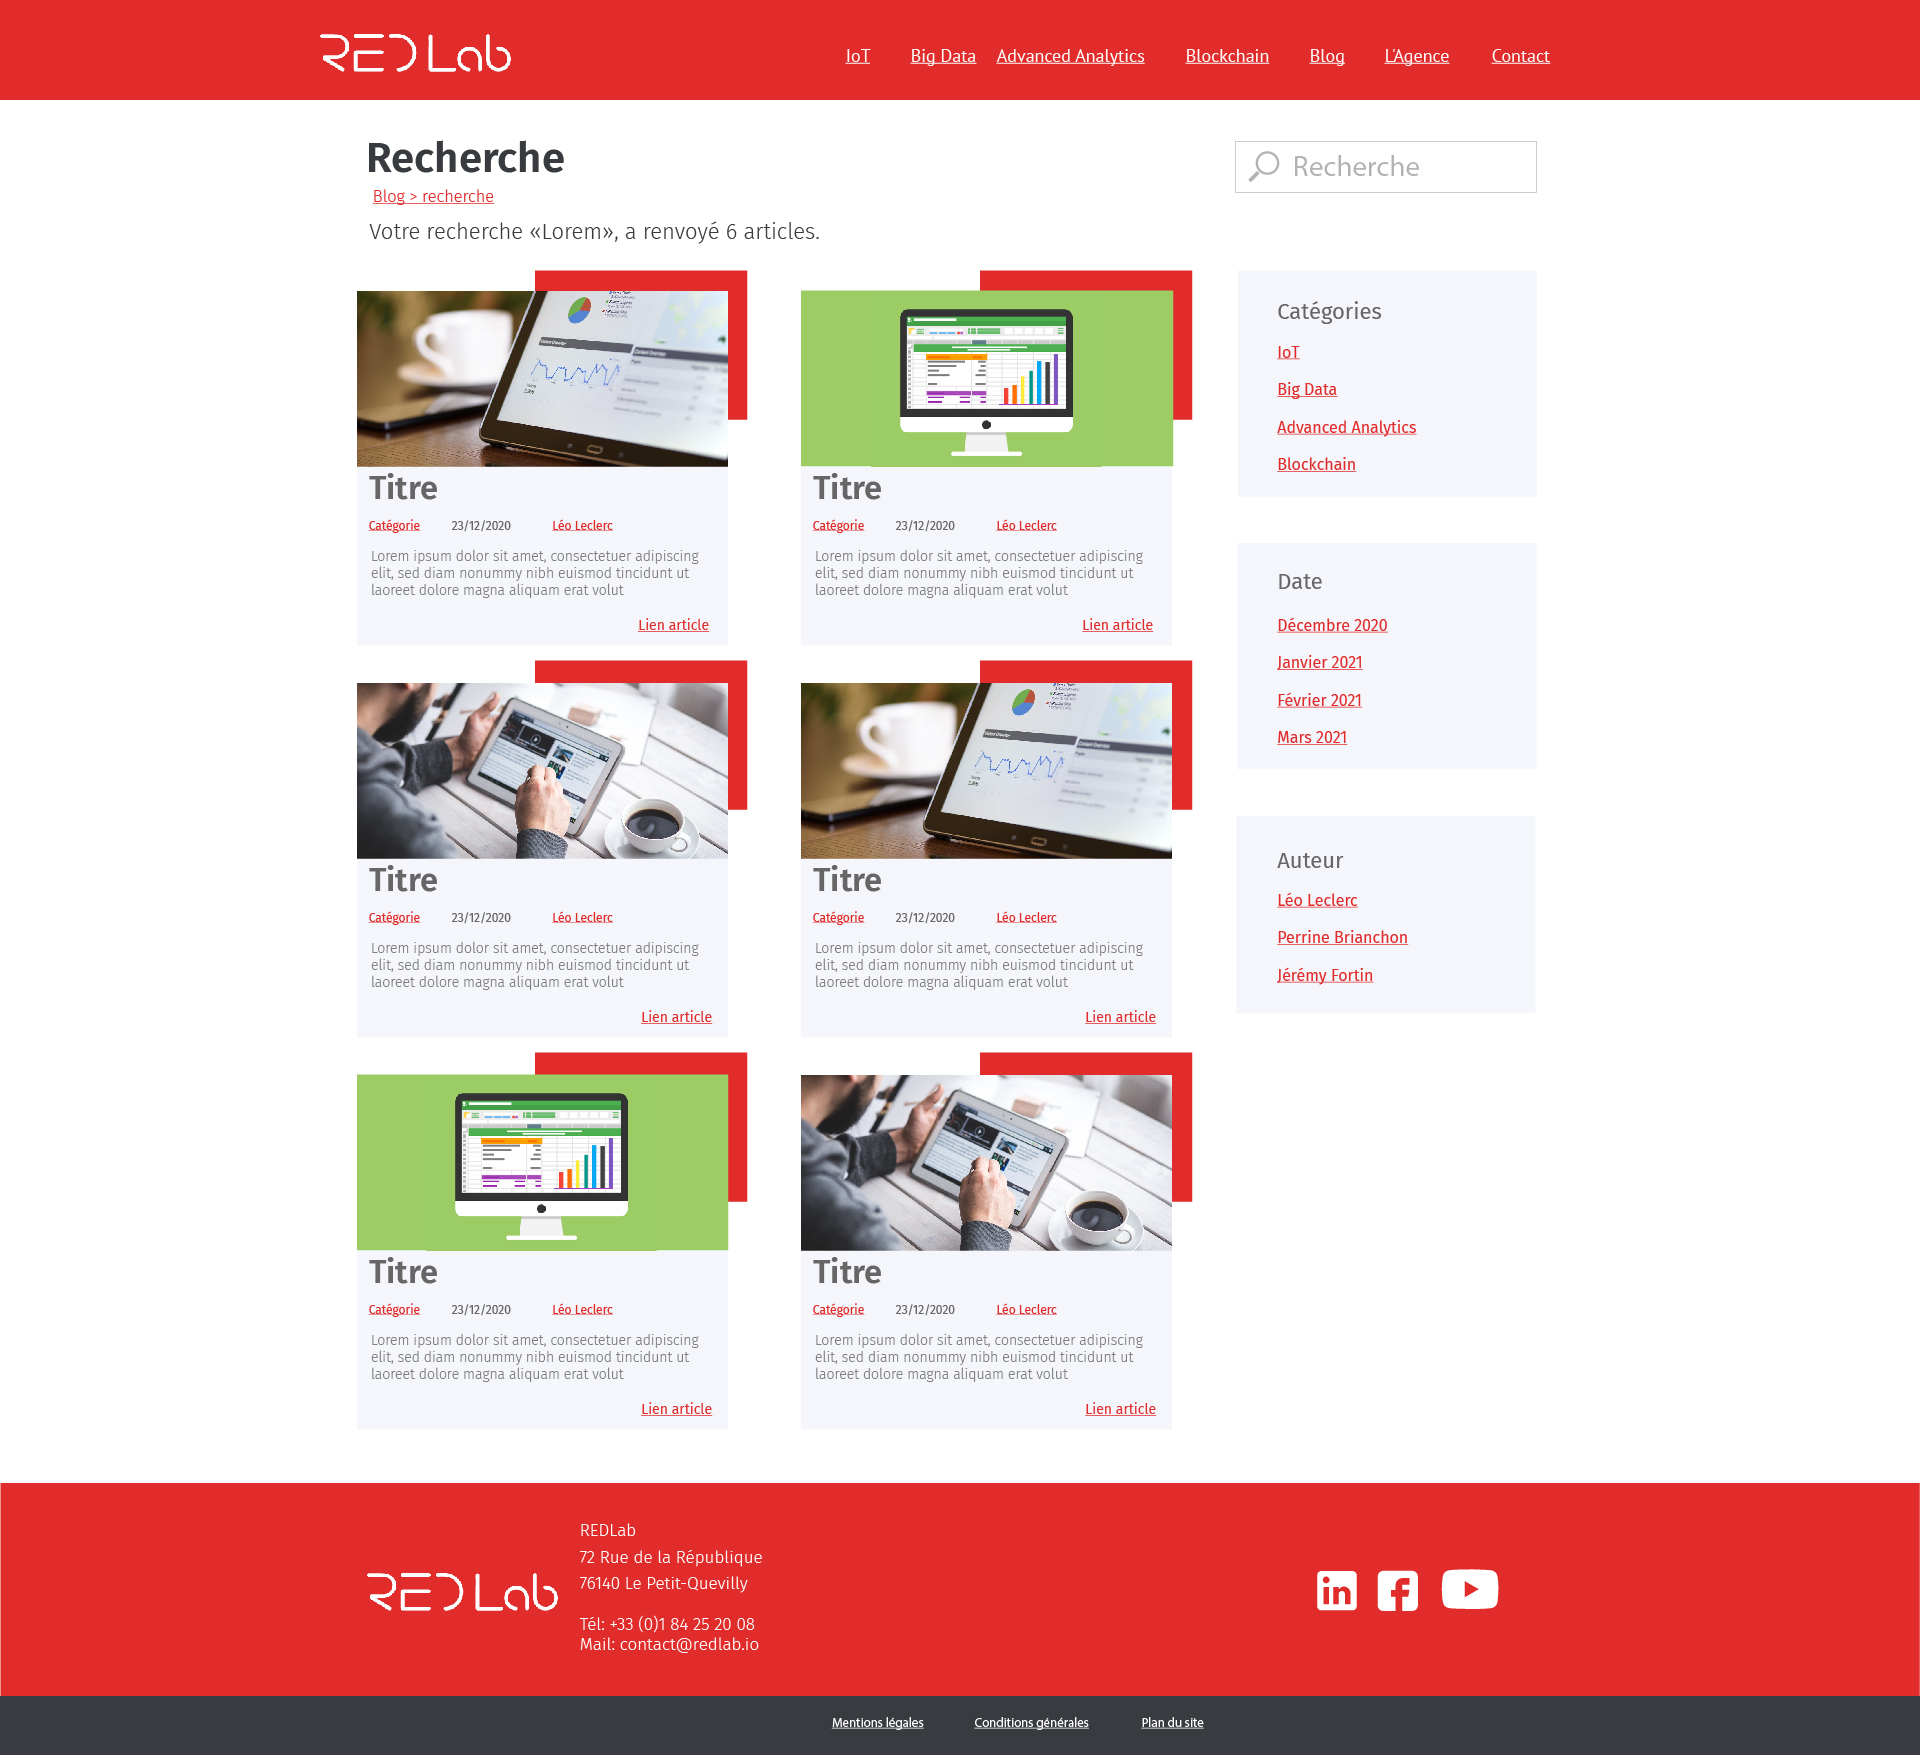 RED Lab
IoT Big Data Advanced Analytics Blockchain Blog L'Agence Contact
Recherche
Recherche
Blog > recherche
Votre recherche «Lorem», a renvoyé 6 articles.
Titre
Catégorie 23/12/2020 Léo Leclerc
Lorem ipsum dolor sit amet, consectetuer adipiscing
elit, sed diam nonummy nibh euismod tincidunt ut
laoreet dolore magna aliquam erat volut
Lien article
Titre
Catégorie 23/12/2020 Léo Leclerc
Lorem ipsum dolor sit amet, consectetuer adipiscing
elit, sed diam nonummy nibh euismod tincidunt ut
laoreet dolore magna aliquam erat volut
Lien article
Titre
Catégorie 23/12/2020 Léo Leclerc
Lorem ipsum dolor sit amet, consectetuer adipiscing
elit, sed diam nonummy nibh euismod tincidunt ut
laoreet dolore magna aliquam erat volut
Lien article
Titre
Catégorie 23/12/2020 Léo Leclerc
Lorem ipsum dolor sit amet, consectetuer adipiscing
elit, sed diam nonummy nibh euismod tincidunt ut
laoreet dolore magna aliquam erat volut
Lien article
Titre
Catégorie 23/12/2020 Léo Leclerc
Lorem ipsum dolor sit amet, consectetuer adipiscing
elit, sed diam nonummy nibh euismod tincidunt ut
laoreet dolore magna aliquam erat volut
Lien article
Titre
Catégorie 23/12/2020 Léo Leclerc
Lorem ipsum dolor sit amet, consectetuer adipiscing
elit, sed diam nonummy nibh euismod tincidunt ut
laoreet dolore magna aliquam erat volut
Lien article
Catégories
IoT
Big Data
Advanced Analytics
Blockchain
Date
Décembre 2020
Janvier 2021
Février 2021
Mars 2021
Auteur
Léo Leclerc
Perrine Brianchon
Jérémy Fortin
RED Lab
REDLab
72 Rue de la République
76140 Le Petit-Quevilly
Tél: +33 (0)1 84 25 20 08
Mail: contact@redlab.io
in
Mentions légales Conditions générales Plan du site